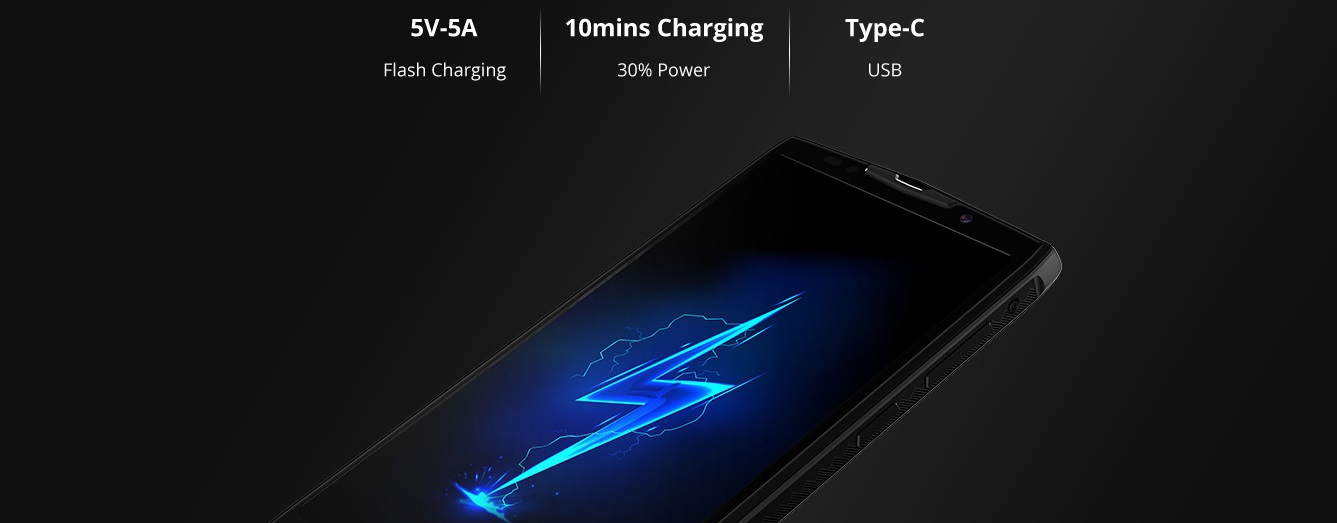 5V-5A
Flash Charging
10mins Charging
30% Power
Type-C
USB